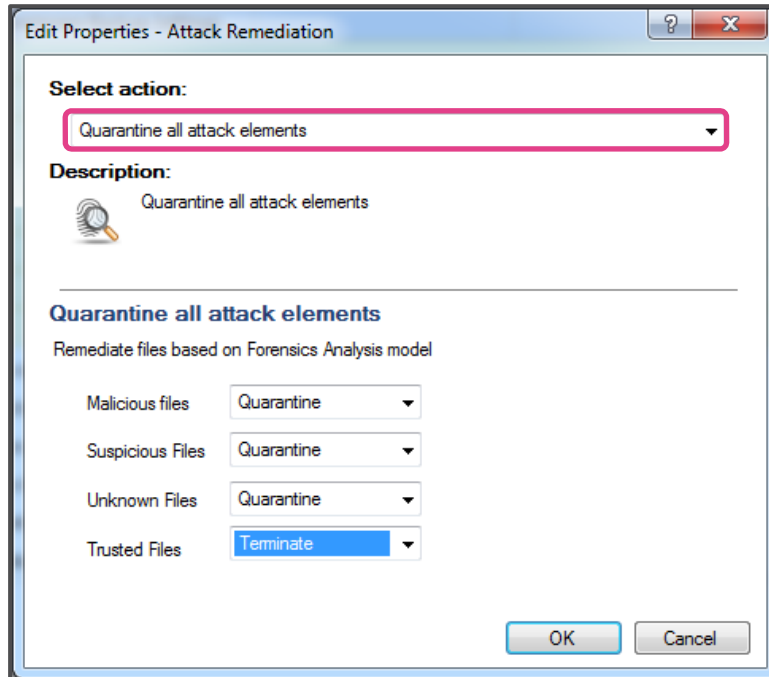 Edit Properties - Attack Remediation
?
X
Select action:
Quarantine all attack elements
Description:
Quarantine all attack elements
Quarantine all attack elements
Remediate files based on Forensics Analysis model
Malicious files Quarantine
Suspicious Files Quarantine
Unknown Files Quarantine
Trusted Files Terminate
OK Cancel